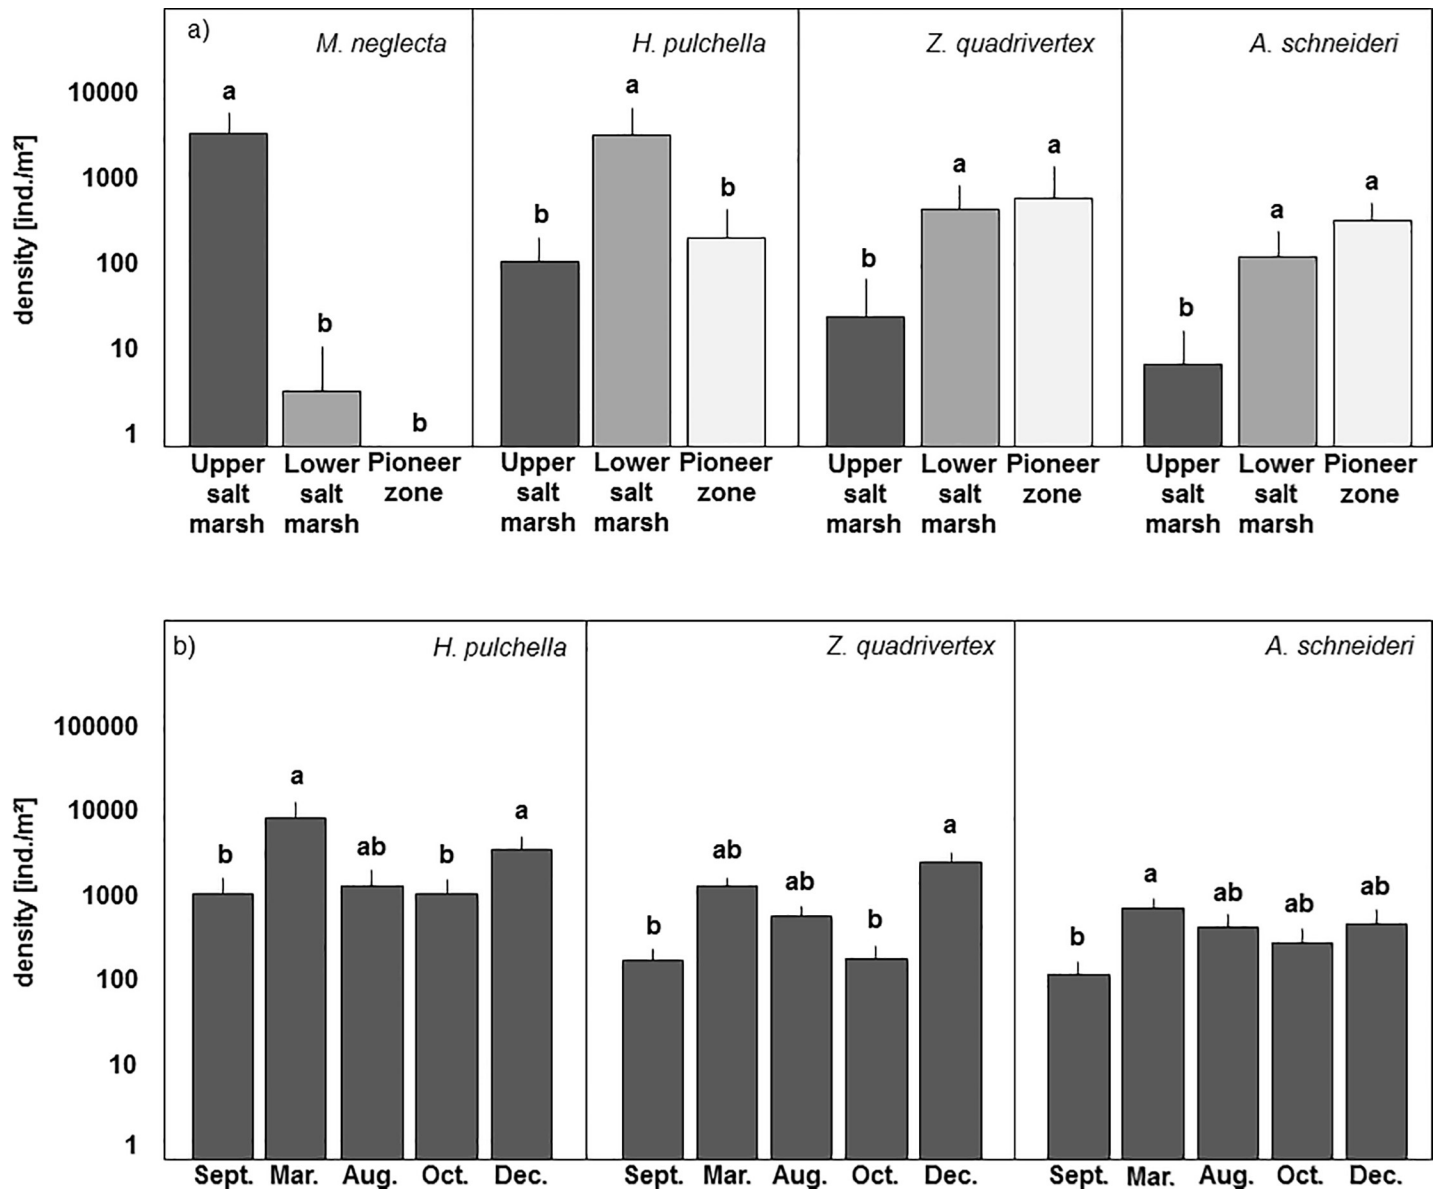 a)
M. neglecta
H. pulchella
Z. quadrivertex
A. schneideri
density [ind./m²]
10000
1000
100
10
1
a
b
b
b
a
b
b
a
a
b
a
a
Upper salt marsh
Lower salt marsh
Pioneer zone
Upper salt marsh
Lower salt marsh
Pioneer zone
Upper salt marsh
Lower salt marsh
Pioneer zone
Upper salt marsh
Lower salt marsh
Pioneer zone
b)
H. pulchella
Z. quadrivertex
A. schneideri
density [ind./m²]
100000
10000
1000
100
10
1
b
a
ab
b
a
b
ab
ab
b
a
b
a
ab
ab
ab
Sept. Mar. Aug. Oct. Dec.
Sept. Mar. Aug. Oct. Dec.
Sept. Mar. Aug. Oct. Dec.